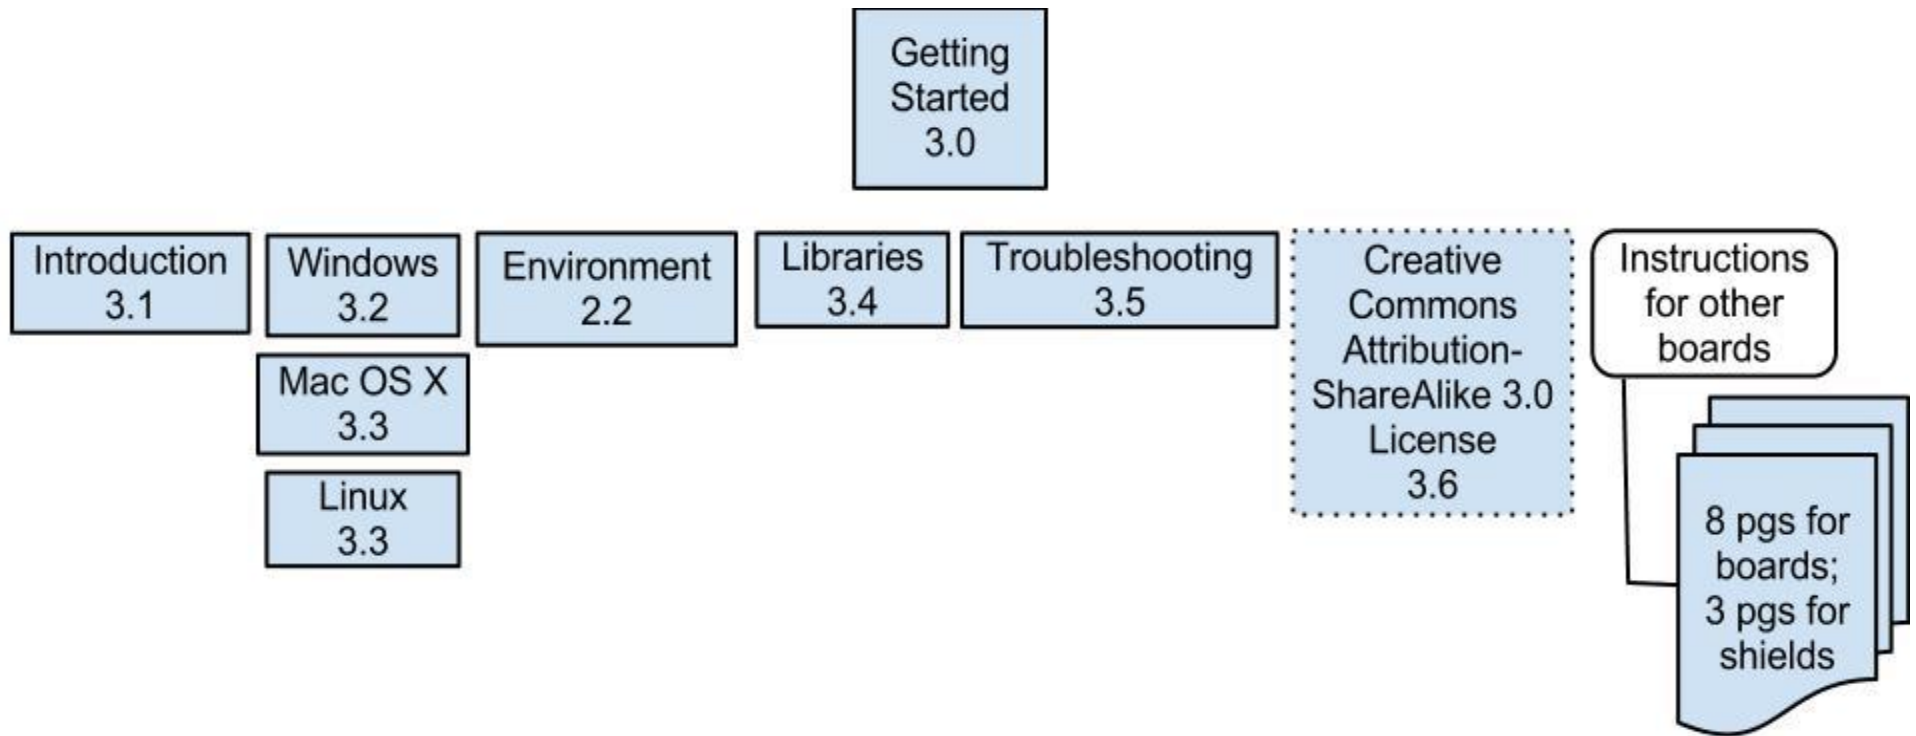 Getting
Started
3.0
Introduction
3.1
Windows
3.2
Mac OS X
3.3
Linux
3.3
Environment
2.2
Libraries
3.4
Troubleshooting
3.5
Creative
Commons
Attribution-
ShareAlike 3.0
License
3.6
Instructions
for other
boards
8 pgs for
boards;
3 pgs for
shields